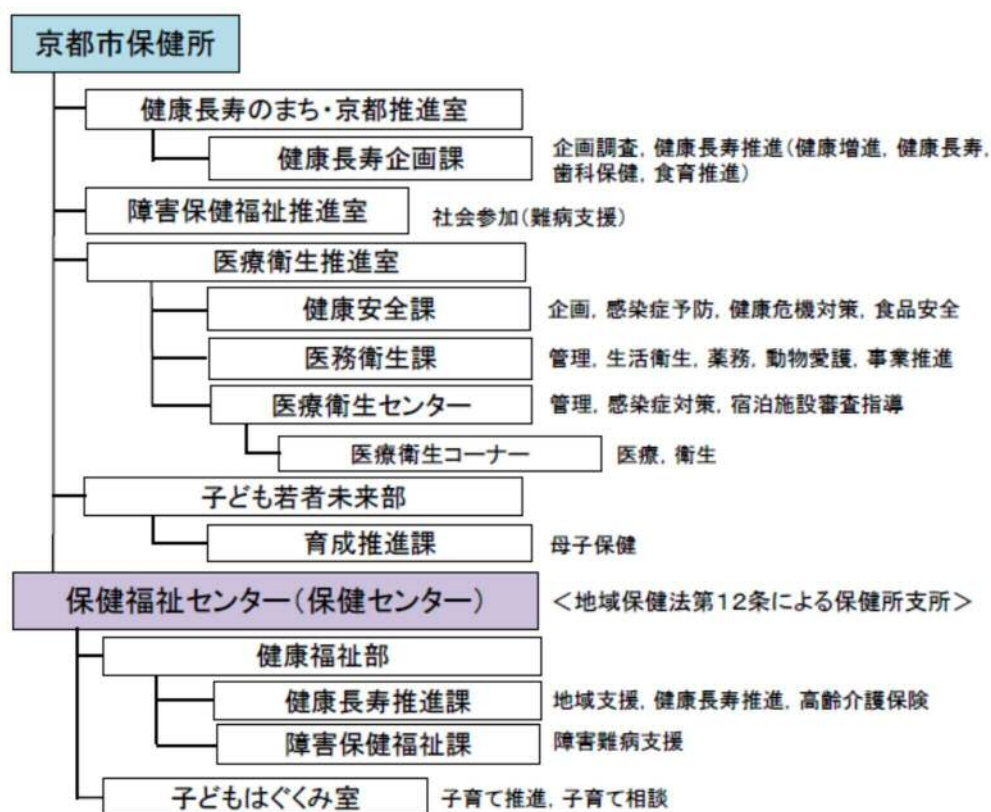 京都市保健所
健康長寿のまち・京都推進室
健康長寿企画課
企画調査，健康長寿推進（健康増進，健康長寿，
歯科保健，食育推進）
障害保健福祉推進室
社会参加（難病支援）
医療衛生推進室
健康安全課
企画，感染症予防，健康危機対策，食品安全
医務衛生課
管理，生活衛生，薬務，動物愛護，事業推進
医療衛生センター
管理，感染症対策，宿泊施設審査指導
医療衛生コーナー
医療，衛生
子ども若者未来部
育成推進課
母子保健
保健福祉センター（保健センター）
＜地域保健法第１２条による保健所支所＞
健康福祉部
健康長寿推進課
地域支援，健康長寿推進，高齢介護保険
障害保健福祉課
障害難病支援
子どもはぐくみ室
子育て推進，子育て相談